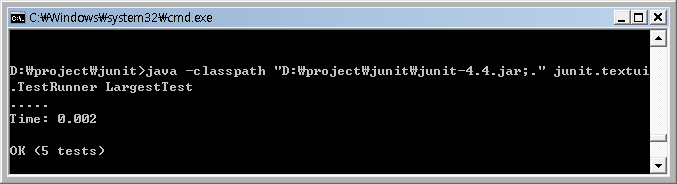 C:₩Windows₩system32₩cmd.exe
D:₩project₩junit>java -classpath "D:₩project₩junit₩junit-4.4.jar;." junit.textui
.TestRunner LargestTest
.....
Time: 0.002
OK (5 tests)